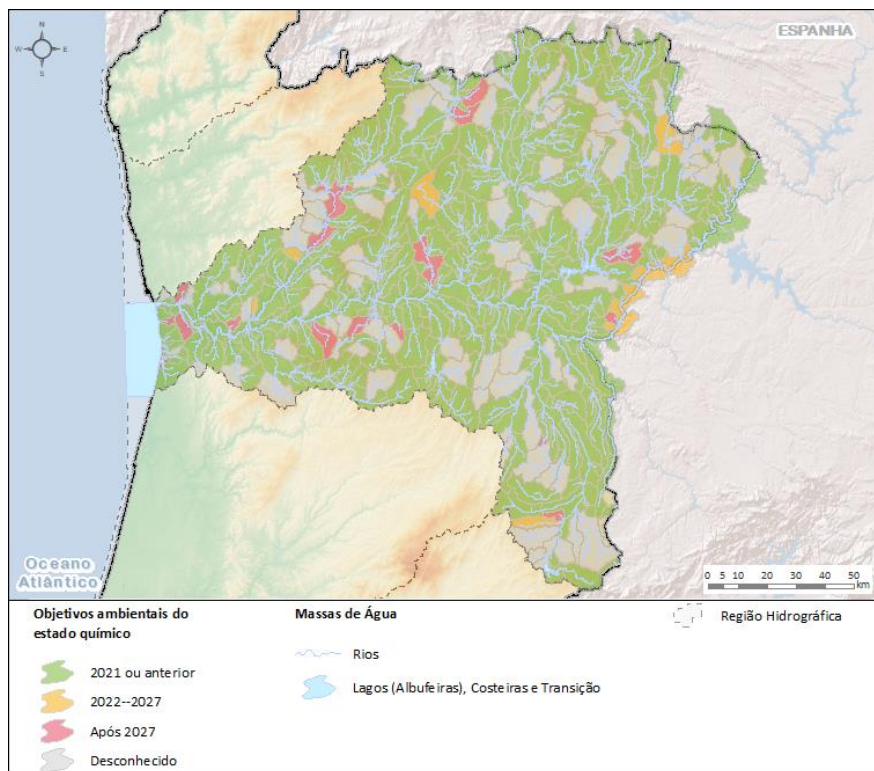 N
W
E
S
ESPANHA
Oceano
Atlântico
0 5 10 20 30 40 50
km
Objetivos ambientais do
estado químico
2021 ou anterior
2022--2027
Após 2027
Desconhecido
Massas de Água
Rios
Lagos (Albufeiras), Costeiras e Transição
Região Hidrográfica